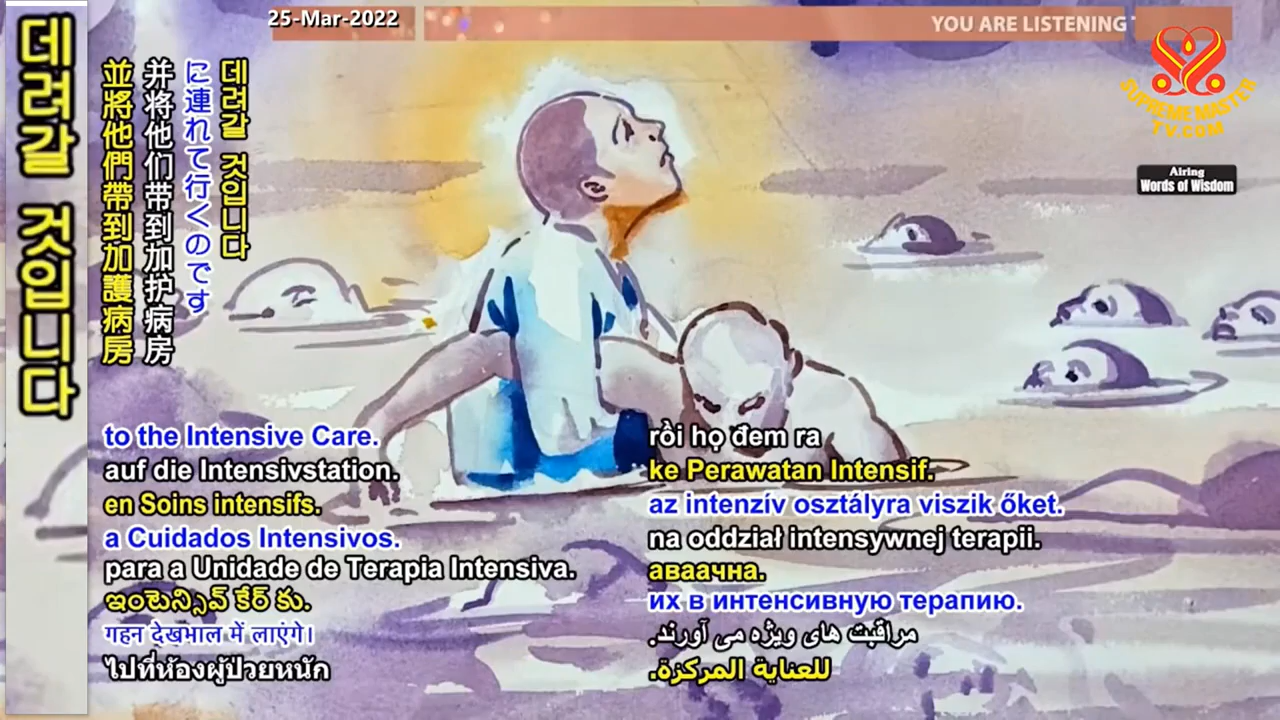 25-Mar-2022
YOU ARE LISTENING
SUPREME MASTER
TV.COM
Airing
Words of Wisdom
데려갈 것입니다
데려갈 것입니다
に連れて行くのです
并将他们带到加护病房
並將他們帶到加護病房
to the Intensive Care.
auf die Intensivstation.
en Soins intensifs.
a Cuidados Intensivos.
para a Unidade de Terapia Intensiva.
ఇంటెన్సివ్ కేర్ కు.
गहन देखभाल में लाएंगे।
ไปที่ห้องผู้ป่วยหนัก
rồi họ đem ra
ke Perawatan Intensif.
az intenzív osztályra viszik őket.
na oddział intensywnej terapii.
аваачна.
их в интенсивную терапию.
مراقبت های ویژه می آورند.
للعناية المركزة.